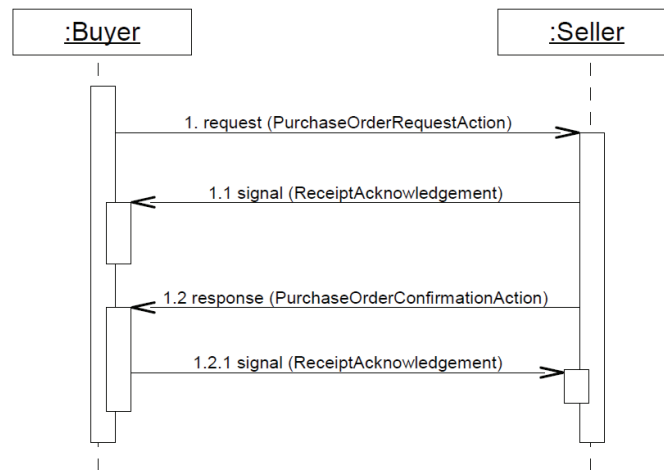 :Buyer
:Seller
1. request (PurchaseOrderRequestAction)
1.1 signal (ReceiptAcknowledgement)
1.2 response (PurchaseOrderConfirmationAction)
1.2.1 signal (ReceiptAcknowledgement)